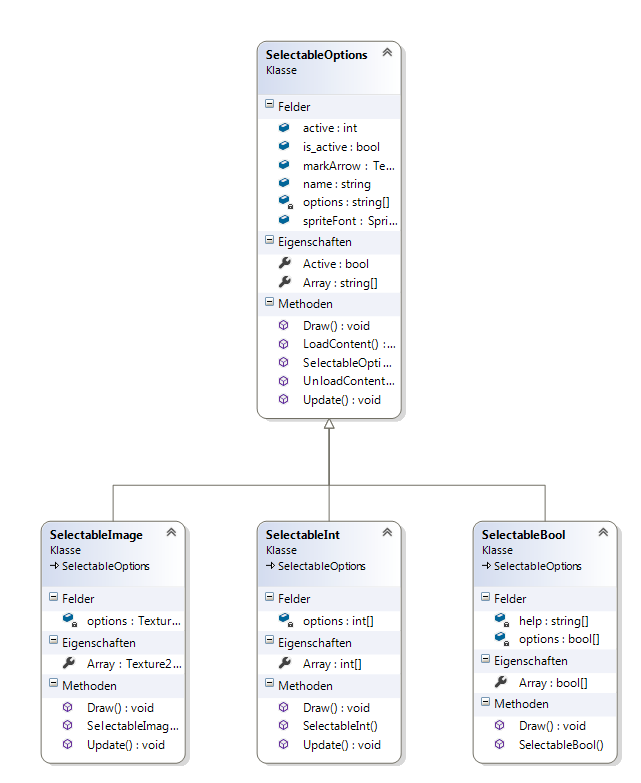 SelectableOptions
Klasse
Felder
active : int
is_active : bool
markArrow : Te...
name : string
options : string[]
spriteFont : Spri...
Eigenschaften
Active : bool
Array : string[]
Methoden
Draw() : void
LoadContent() :...
SelectableOpti...
UnloadContent...
Update() : void
SelectableImage
Klasse
SelectableOptions
Felder
options : Textur...
Eigenschaften
Array : Texture2...
Methoden
Draw() : void
SelectableImag...
Update() : void
SelectableInt
Klasse
SelectableOptions
Felder
options : int[]
Eigenschaften
Array : int[]
Methoden
Draw() : void
SelectableInt()
Update() : void
SelectableBool
Klasse
SelectableOptions
Felder
help : string[]
options : bool[]
Eigenschaften
Array : bool[]
Methoden
Draw() : void
SelectableBool()